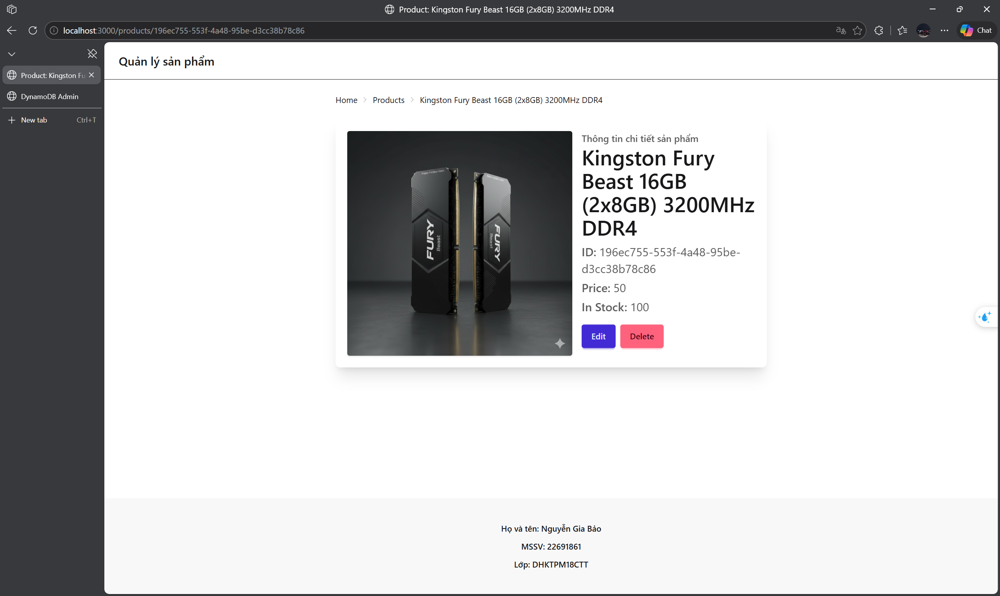 Product: Kingston Fury Beast 16GB (2x8GB) 3200MHz DDR4
localhost:3000/products/196ec755-553f-4a48-95be-d3cc38b78c86
Chat
Product: Kingston Fu
DynamoDB Admin
New tab Ctrl+T
Quản lý sản phẩm
Home > Products > Kingston Fury Beast 16GB (2x8GB) 3200MHz DDR4
FURY
Beast
FURY
Beast
Thông tin chi tiết sản phẩm
Kingston Fury
Beast 16GB
(2x8GB) 3200MHz
DDR4
ID: 196ec755-553f-4a48-95be-
d3cc38b78c86
Price: 50
In Stock: 100
Edit Delete
Họ và tên: Nguyễn Gia Bảo
MSSV: 22691861
Lớp: DHKTPM18CTT